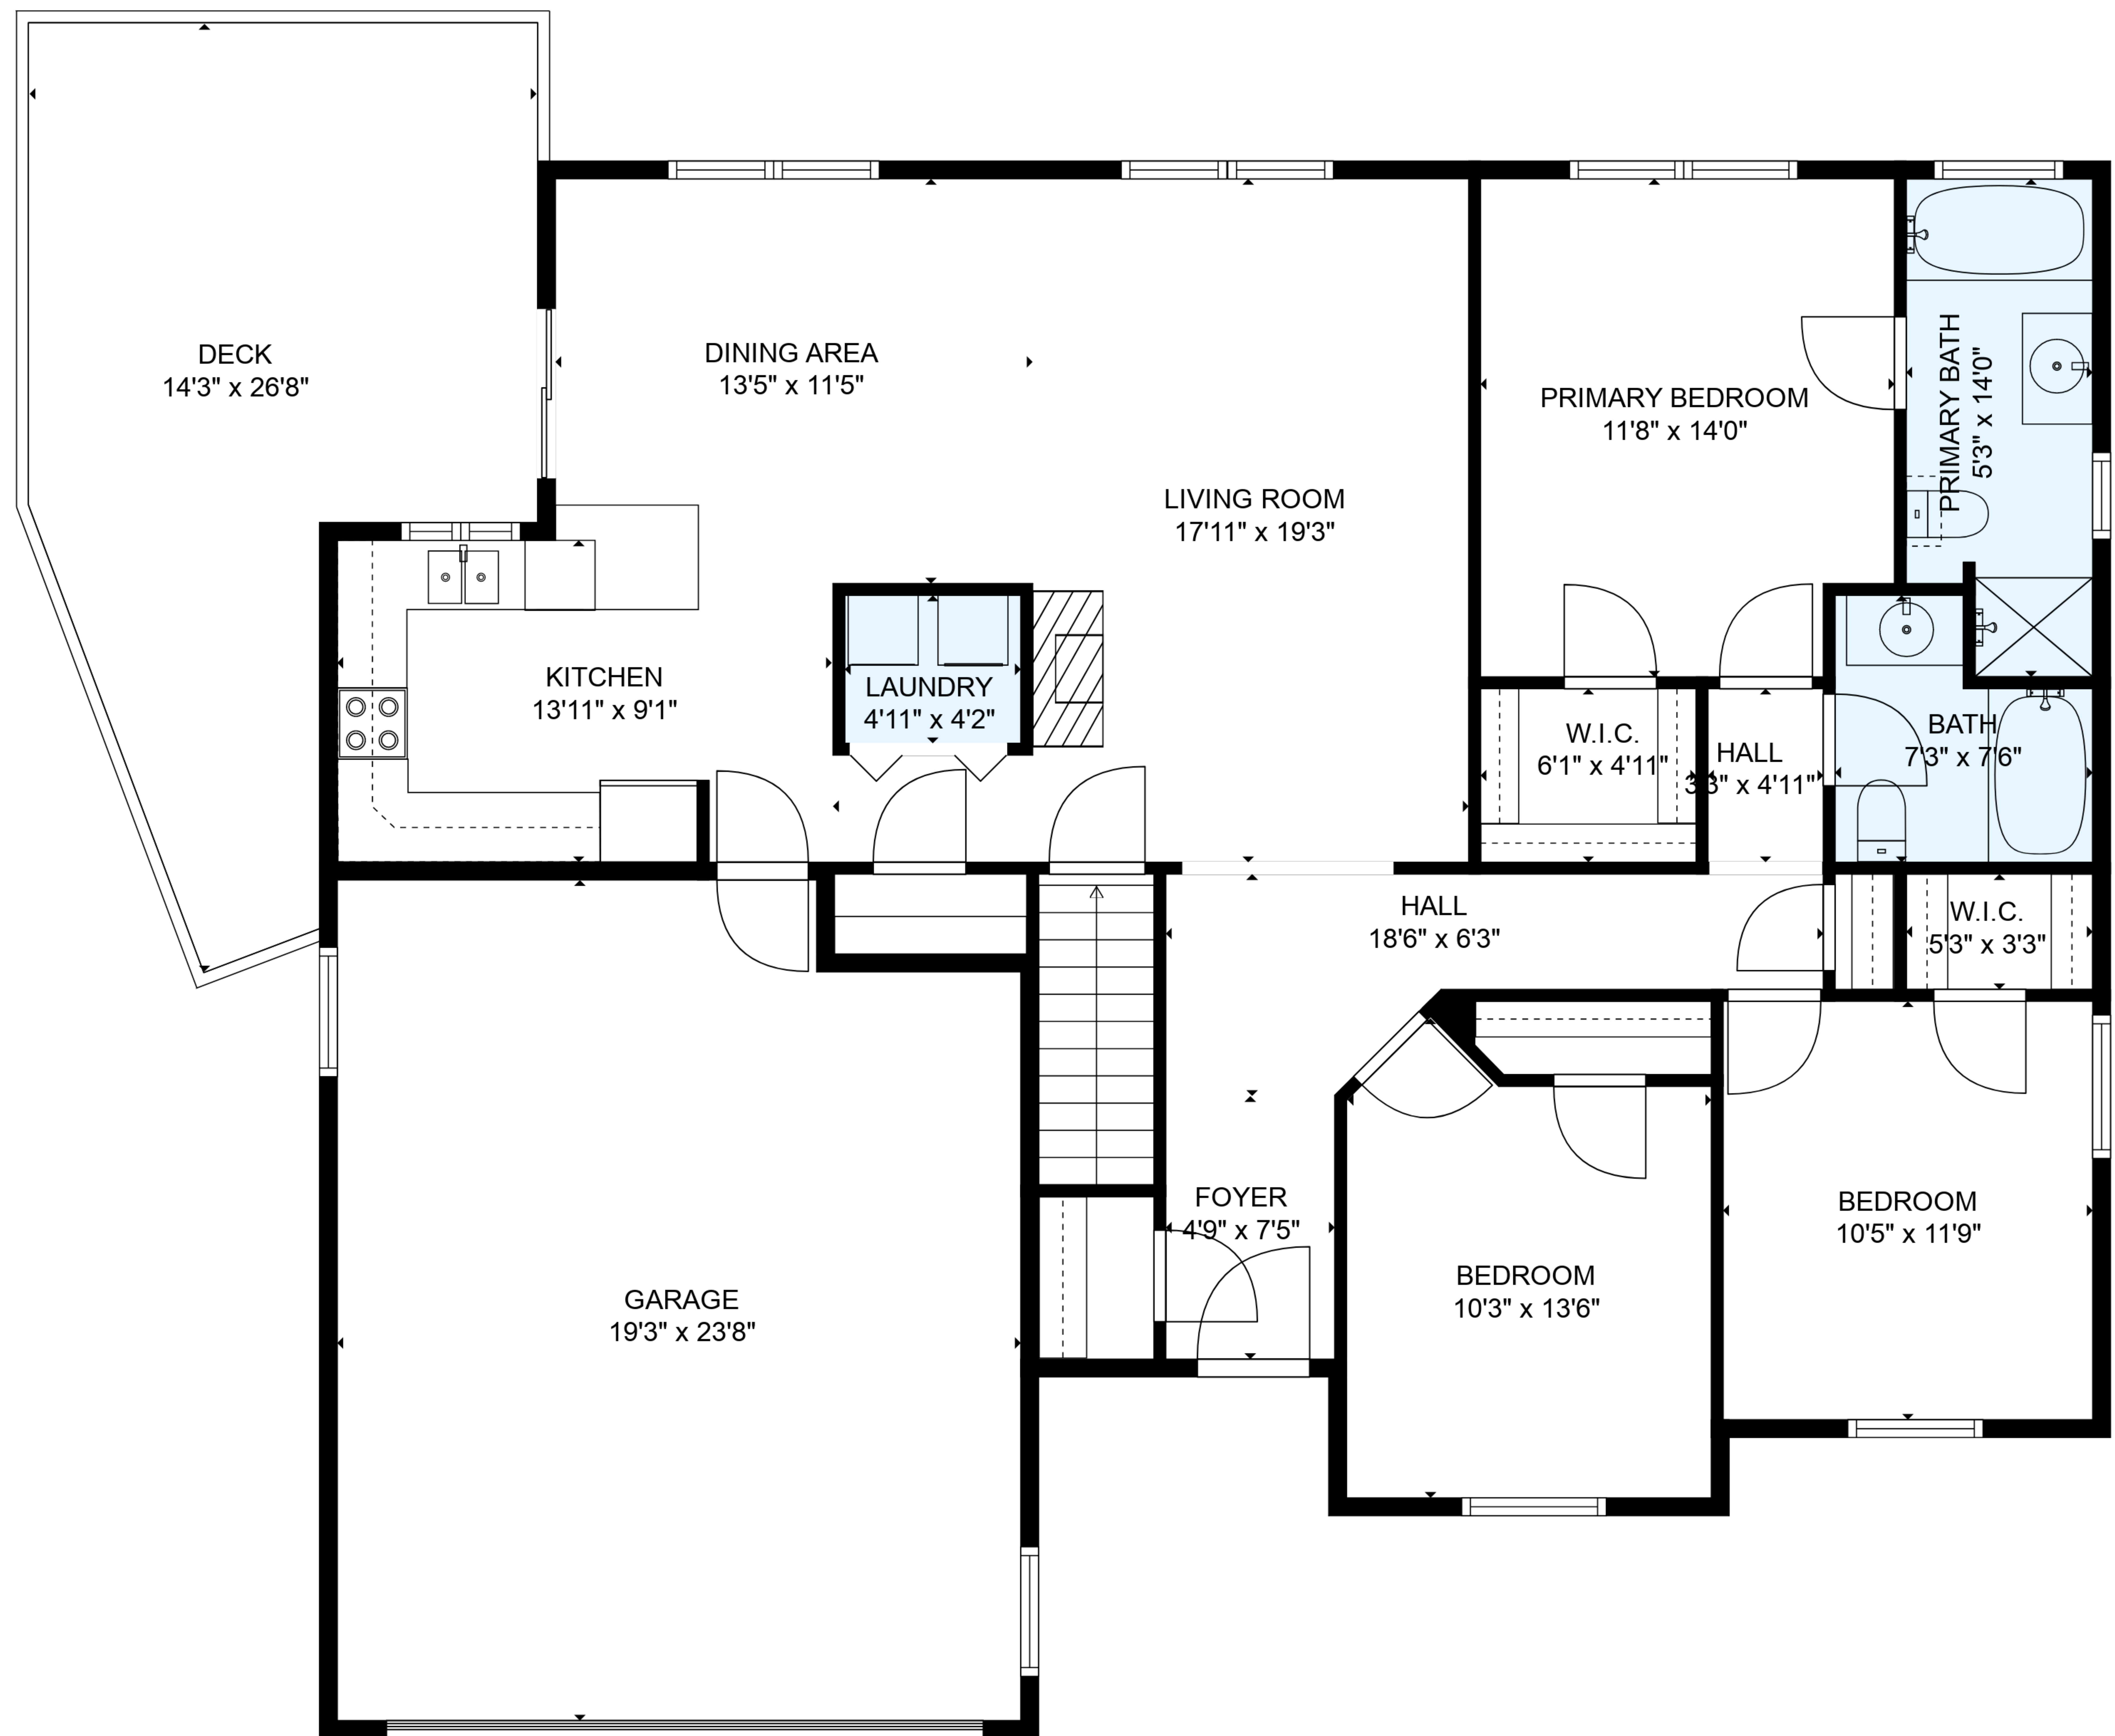 DECK
14'3" x 26'8"
DINING AREA
13'5" x 11'5"
PRIMARY BEDROOM
11'8" x 14'0"
PRIMARY BATH
5'3" x 14'0"
LIVING ROOM
17'11" x 19'3"
KITCHEN
13'11" x 9'1"
LAUNDRY
4'11" x 4'2"
W.I.C.
6'1" x 4'11"
HALL
3'3" x 4'11"
BATH
7'3" x 7'6"
HALL
18'6" x 6'3"
W.I.C.
5'3" x 3'3"
FOYER
4'9" x 7'5"
BEDROOM
10'5" x 11'9"
BEDROOM
10'3" x 13'6"
GARAGE
19'3" x 23'8"